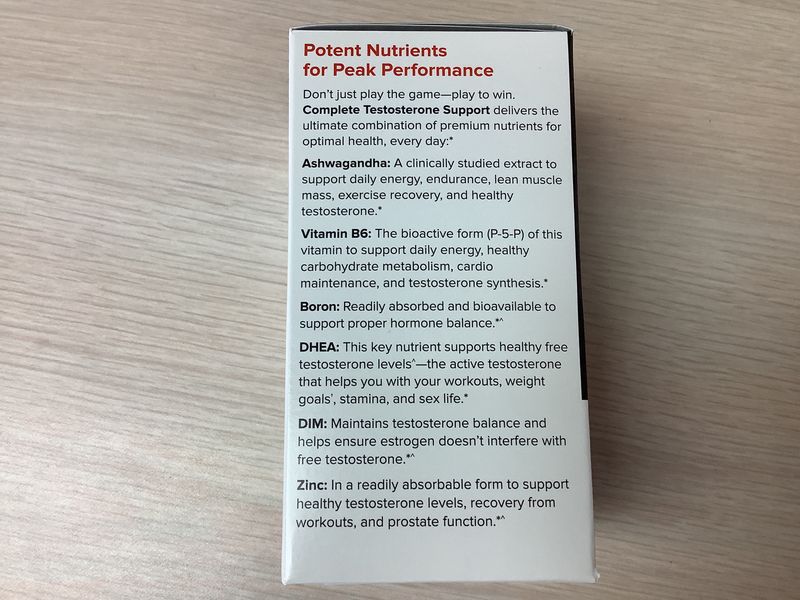 Potent Nutrients
for Peak Performance
Don't just play the game—play to win.
Complete Testosterone Support delivers the
ultimate combination of premium nutrients for
optimal health, every day:*
Ashwagandha: A clinically studied extract to
support daily energy, endurance, lean muscle
mass, exercise recovery, and healthy
testosterone.*
Vitamin B6: The bioactive form (P-5-P) of this
vitamin to support daily energy, healthy
carbohydrate metabolism, cardio
maintenance, and testosterone synthesis.*
Boron: Readily absorbed and bioavailable to
support proper hormone balance.*^
DHEA: This key nutrient supports healthy free
testosterone levels^—the active testosterone
that helps you with your workouts, weight
goals†, stamina, and sex life.*
DIM: Maintains testosterone balance and
helps ensure estrogen doesn't interfere with
free testosterone.*^
Zinc: In a readily absorbable form to support
healthy testosterone levels, recovery from
workouts, and prostate function.*^